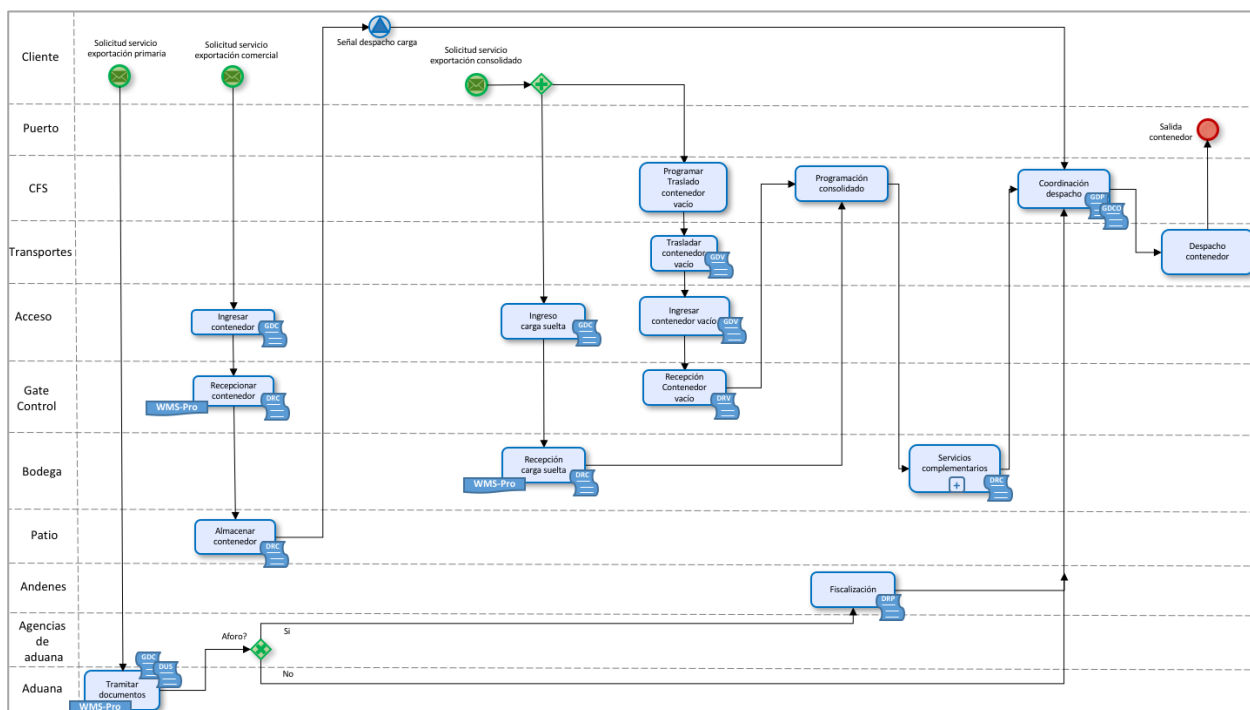 Cliente
Solicitud servicio
exportación primaria
Solicitud servicio
exportación comercial
Señal despacho carga
Solicitud servicio
exportación consolidado
Puerto
Salida
contenedor
CFS
Programar
Traslado
contenedor
vacío
Programación
consolidado
Coordinación
despacho
GDP
GDCO
Transportes
Trasladar
contenedor
vacío
GDV
Despacho
contenedor
Acceso
Ingresar
contenedor
GDC
Ingreso
carga suelta
GDC
Ingresar
contenedor vacío
GDV
Gate
Control
Recepcionar
contenedor
WMS-Pro
DRC
Recepción
Contenedor
vacío
DRV
Bodega
Recepción
carga suelta
WMS-Pro
DRC
Servicios
complementarios
DRC
Patio
Almacenar
contenedor
DRC
Andenes
Fiscalización
DRP
Agencias de
aduana
Aforo?
Si
No
Aduana
GDC
DUS
Tramitar
documentos
WMS-Pro